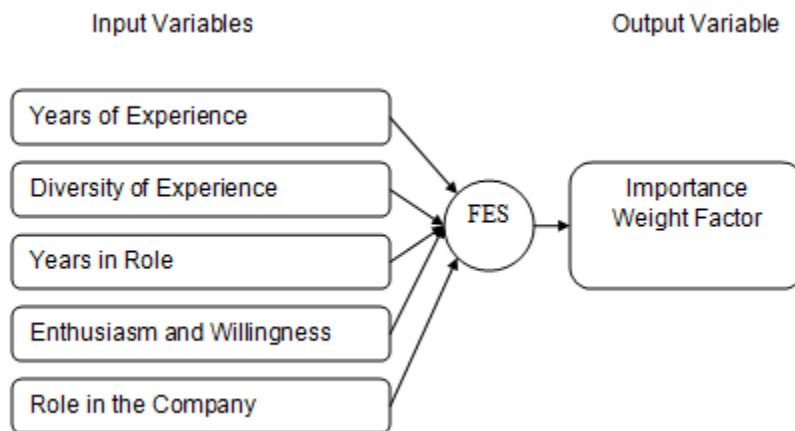 Input Variables
Output Variable
Years of Experience
Diversity of Experience
Years in Role
Enthusiasm and Willingness
Role in the Company
FES
Importance
Weight Factor